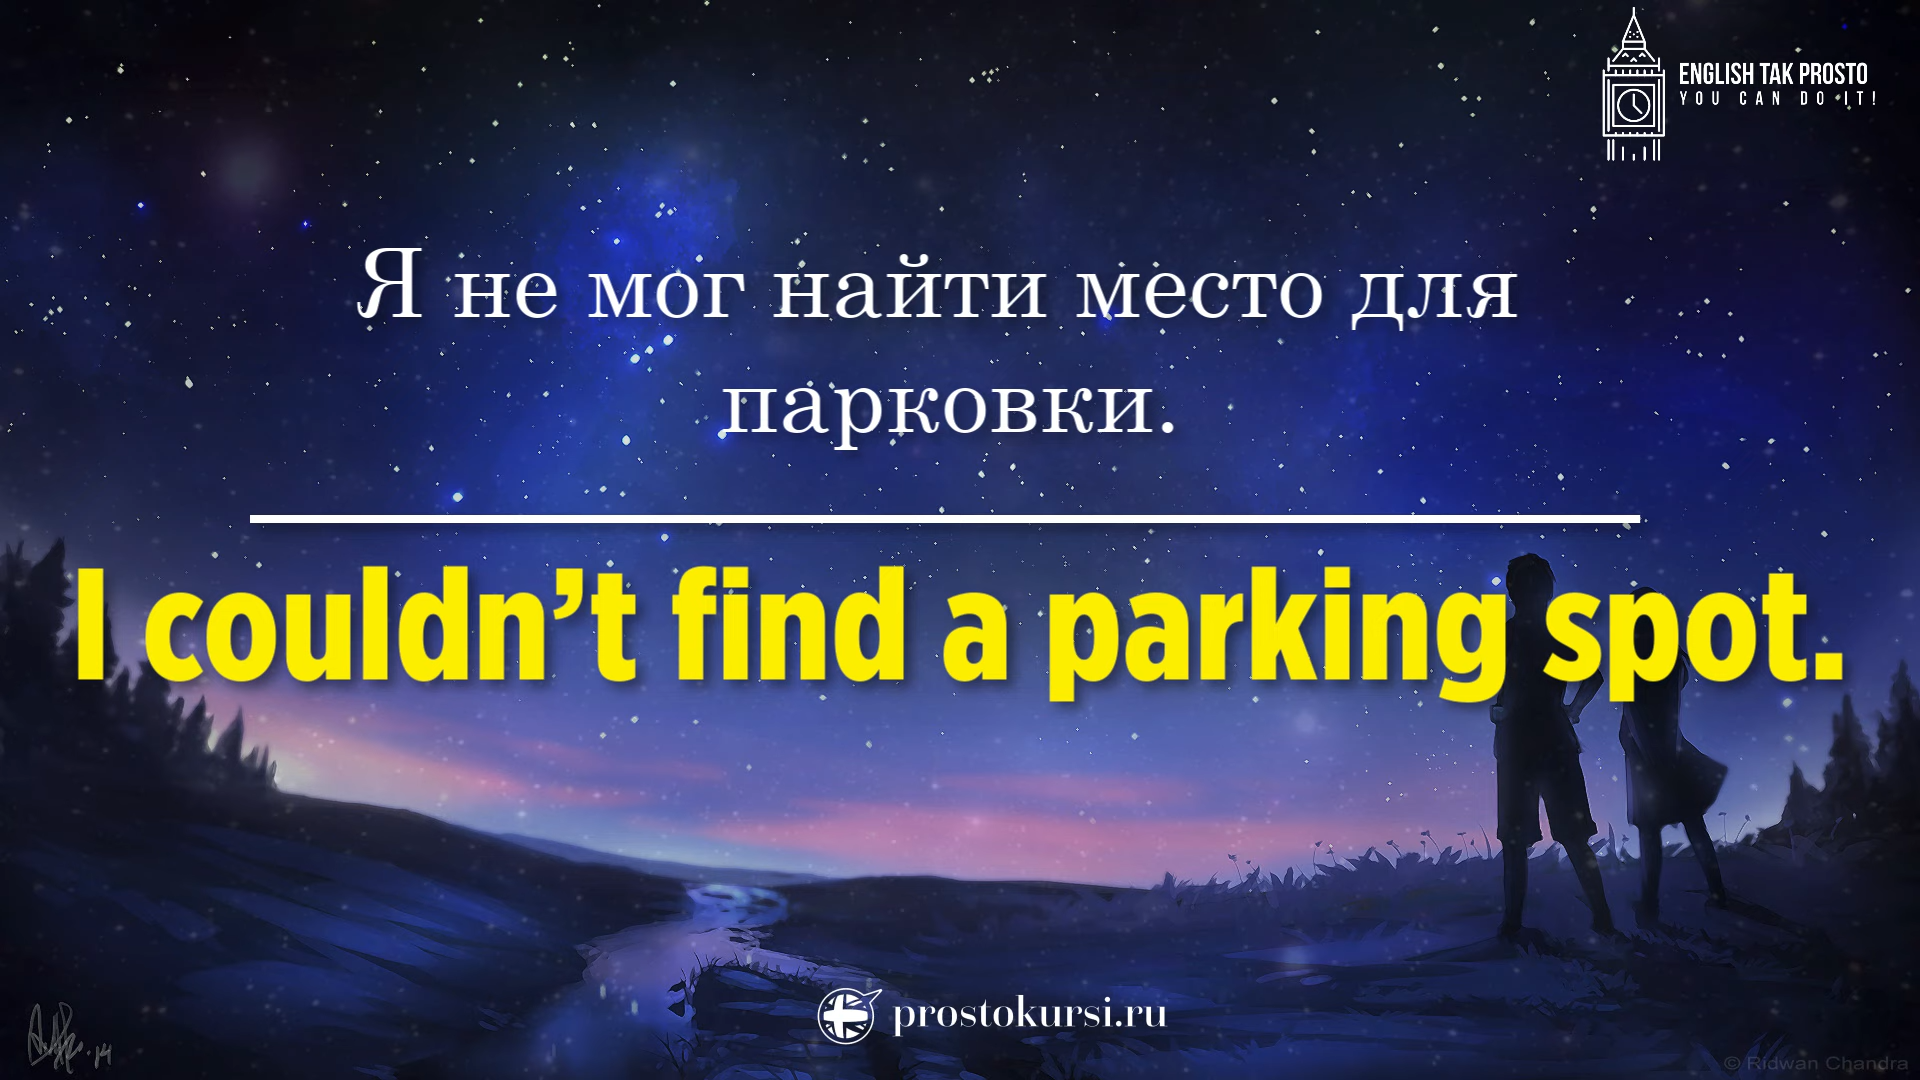 ENGLISH TAK PROSTO
YOU CAN DO IT!
Я не мог найти место для
парковки.
I couldn’t find a parking spot.
prostokursi.ru
© Ridwan Chandra